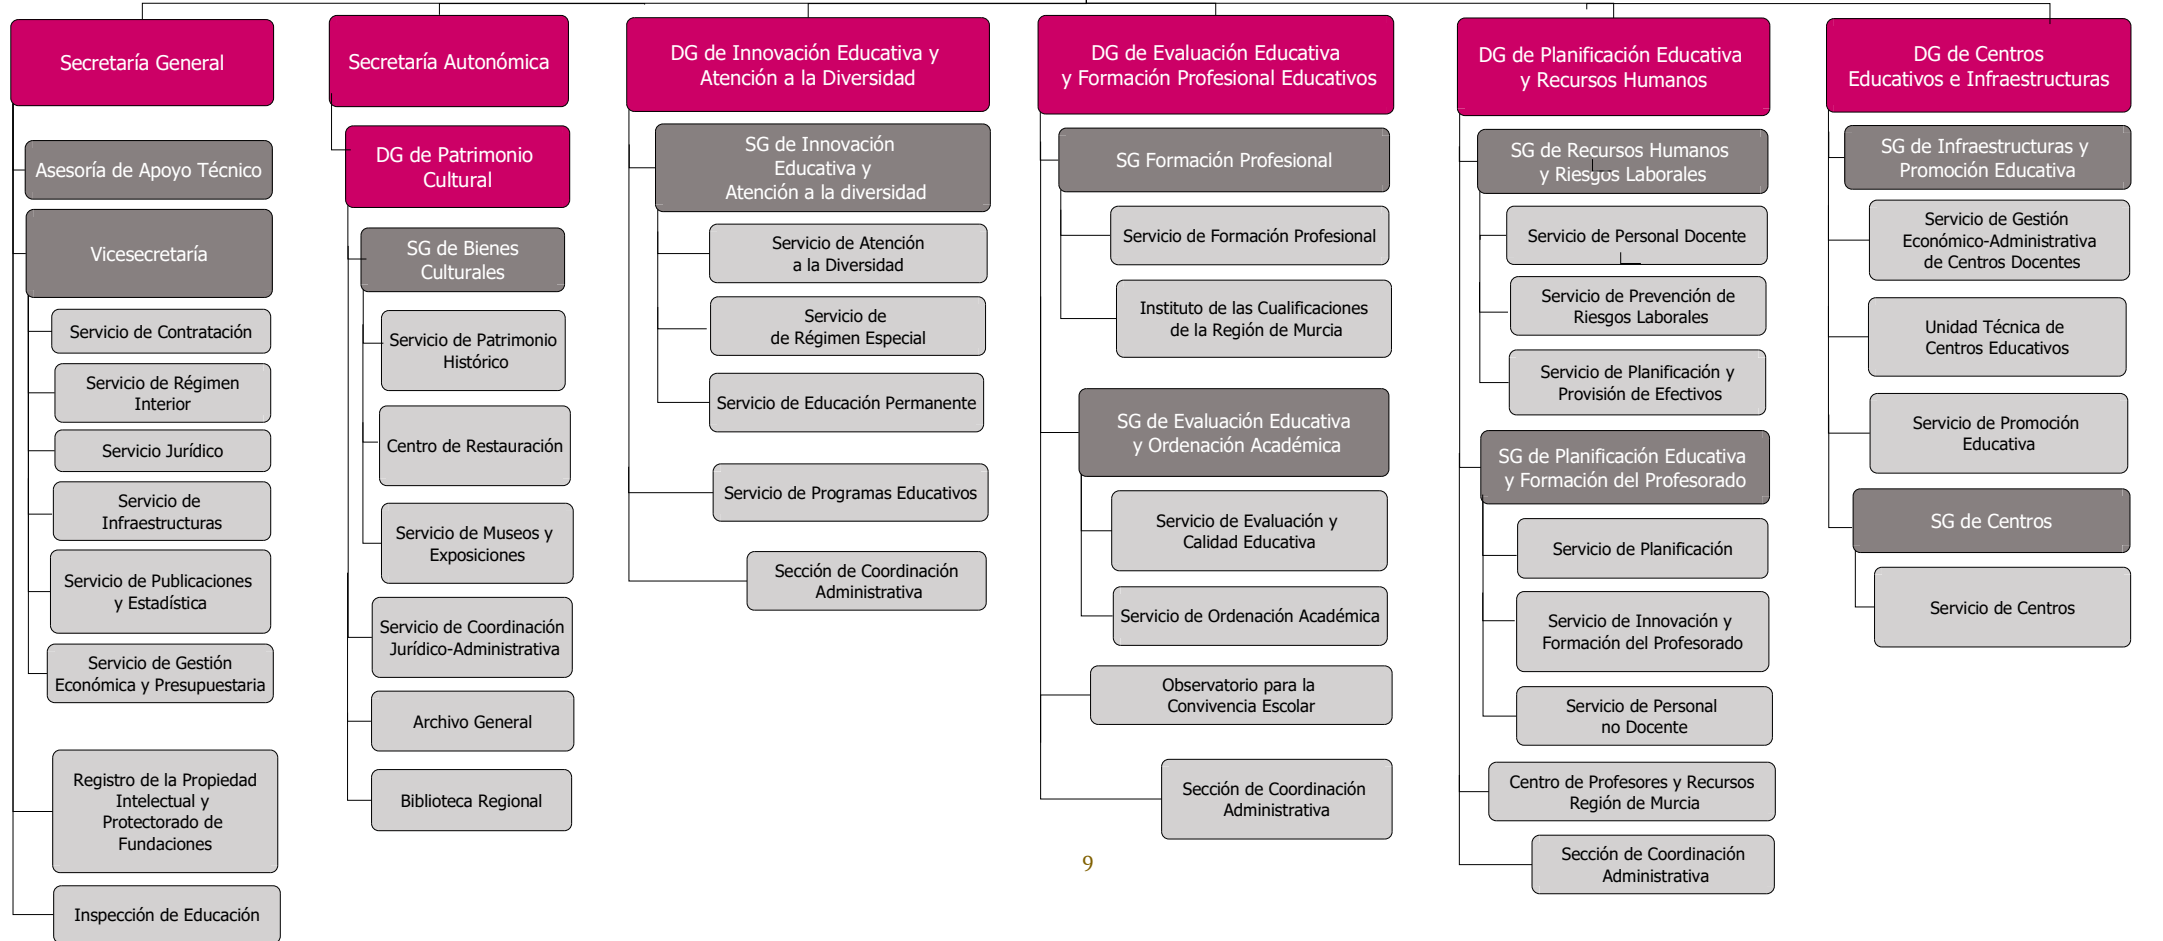 Secretaría General
Asesoría de Apoyo Técnico
Vicesecretaría
Servicio de Contratación
Servicio de Régimen
Interior
Servicio Jurídico
Servicio de
Infraestructuras
Servicio de Publicaciones
y Estadística
Servicio de Gestión
Económica y Presupuestaria
Registro de la Propiedad
Intelectual y
Protectorado de
Fundaciones
Inspección de Educación
Secretaría Autonómica
DG de Patrimonio
Cultural
SG de Bienes
Culturales
Servicio de Patrimonio
Histórico
Centro de Restauración
Servicio de Museos y
Exposiciones
Servicio de Coordinación
Jurídico-Administrativa
Archivo General
Biblioteca Regional
DG de Innovación Educativa y
Atención a la Diversidad
SG de Innovación
Educativa y
Atención a la diversidad
Servicio de Atención
a la Diversidad
Servicio de
de Régimen Especial
Servicio de Educación Permanente
Servicio de Programas Educativos
Sección de Coordinación
Administrativa
DG de Evaluación Educativa
y Formación Profesional Educativos
SG Formación Profesional
Servicio de Formación Profesional
Instituto de las Cualificaciones
de la Región de Murcia
SG de Evaluación Educativa
y Ordenación Académica
Servicio de Evaluación y
Calidad Educativa
Servicio de Ordenación Académica
Observatorio para la
Convivencia Escolar
Sección de Coordinación
Administrativa
DG de Planificación Educativa
y Recursos Humanos
SG de Recursos Humanos
y Riesgos Laborales
Servicio de Personal Docente
Servicio de Prevención de
Riesgos Laborales
Servicio de Planificación y
Provisión de Efectivos
SG de Planificación Educativa
y Formación del Profesorado
Servicio de Planificación
Servicio de Innovación y
Formación del Profesorado
Servicio de Personal
no Docente
Centro de Profesores y Recursos
Región de Murcia
Sección de Coordinación
Administrativa
DG de Centros
Educativos e Infraestructuras
SG de Infraestructuras y
Promoción Educativa
Servicio de Gestión
Económico-Administrativa
de Centros Docentes
Unidad Técnica de
Centros Educativos
Servicio de Promoción
Educativa
SG de Centros
Servicio de Centros
9